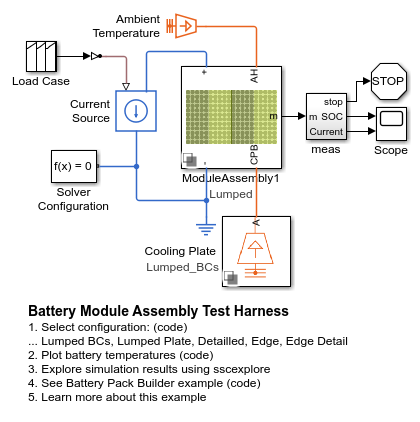 Ambient
Temperature
Load Case
Current
Source
+
AH
m
-
CPB
ModuleAssembly1
Lumped
stop
m SOC
Current
meas
STOP
Scope
f(x) = 0
Solver
Configuration
A
Cooling Plate
Lumped_BCs
Battery Module Assembly Test Harness
1. Select configuration: (code)
... Lumped BCs, Lumped Plate, Detailled, Edge, Edge Detail
2. Plot battery temperatures (code)
3. Explore simulation results using sscexplore
4. See Battery Pack Builder example (code)
5. Learn more about this example